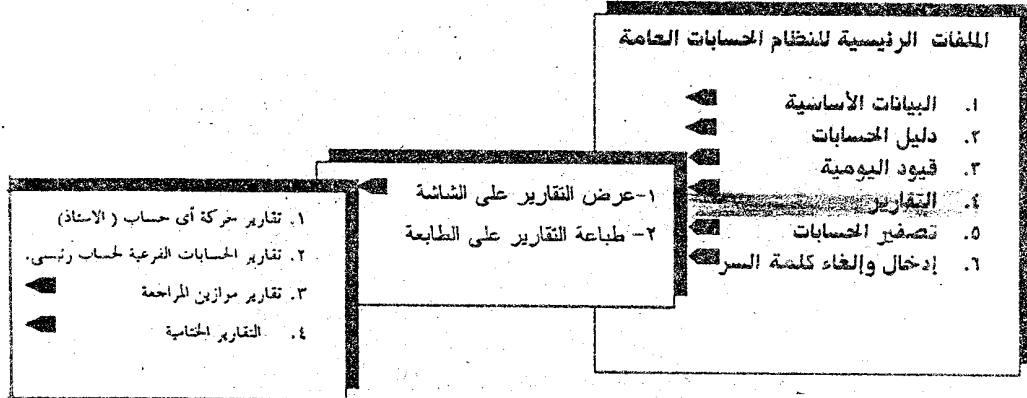 الملفات الرئيسية للنظام الحسابات العامة
١. البيانات الأساسية
٢. دليل الحسابات
٣. قيود اليومية
٤. التقارير
٥. تصفير الحسابات
٦. إدخال وإلغاء كلمة السر
١-عرض التقارير على الشاشة
٢- طباعة التقارير على الطابعة
١. تقارير حركة أى حساب ( الاستاذ)
٢. تقارير الحسابات الفرعية لحساب رئيسى.
٣. تقارير موازين المراجعة
٤. التقارير الختامية